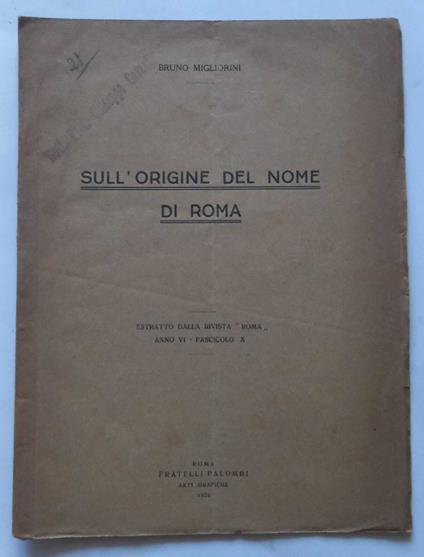 21
BRUNO MIGLIORINI
SULL'ORIGINE DEL NOME
DI ROMA
ESTRATTO DALLA RIVISTA "ROMA„
ANNO VI - FASCICOLO X
ROMA
FRATELLI PALOMBI
ARTI GRAFICHE